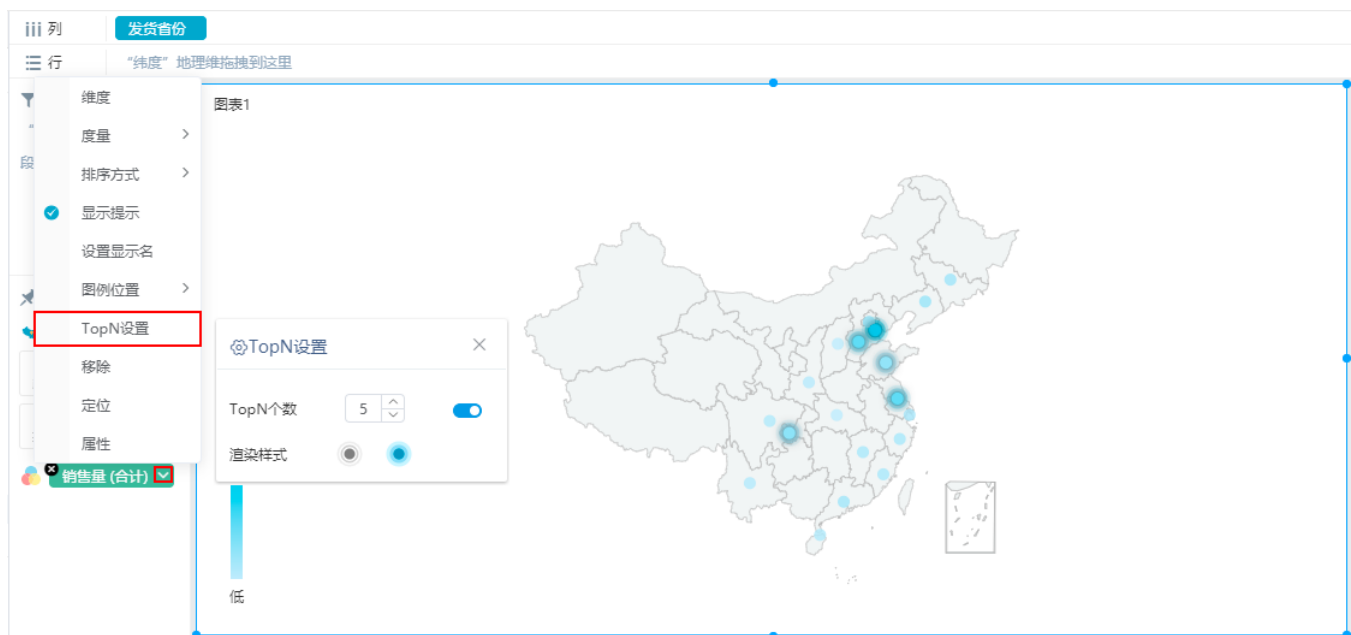 列
发货省份
行
“纬度”地理维拖拽到这里
“
段
维度
度量
排序方式
显示提示
设置显示名
图例位置
TopN设置
移除
定位
属性
销售量 (合计)
图表1
TopN设置
TopN个数
5
渲染样式
低